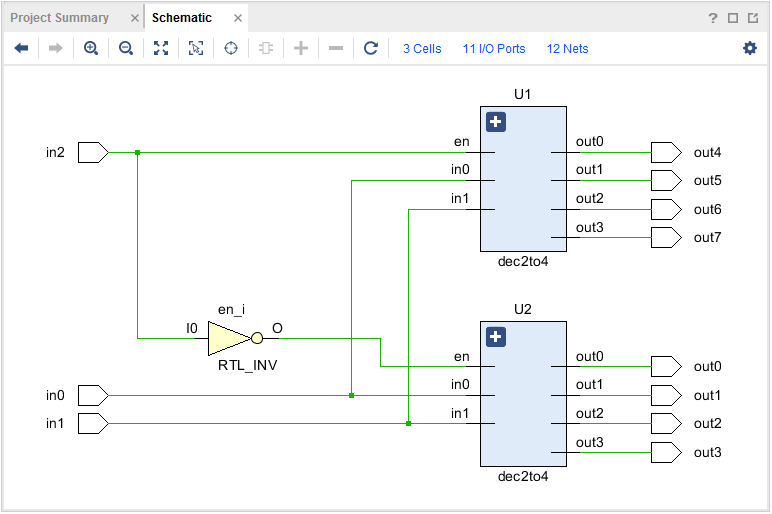 Project Summary × Schematic ×
? 
3 Cells 11 I/O Ports 12 Nets
U1
in2 en out0 out4
in0 out1 out5
in1 out2 out6
out3 out7
dec2to4
en_i
U2
I0 O
RTL_INV
en out0 out0
in0 in0 out1 out1
in1 in1 out2 out2
out3 out3
dec2to4